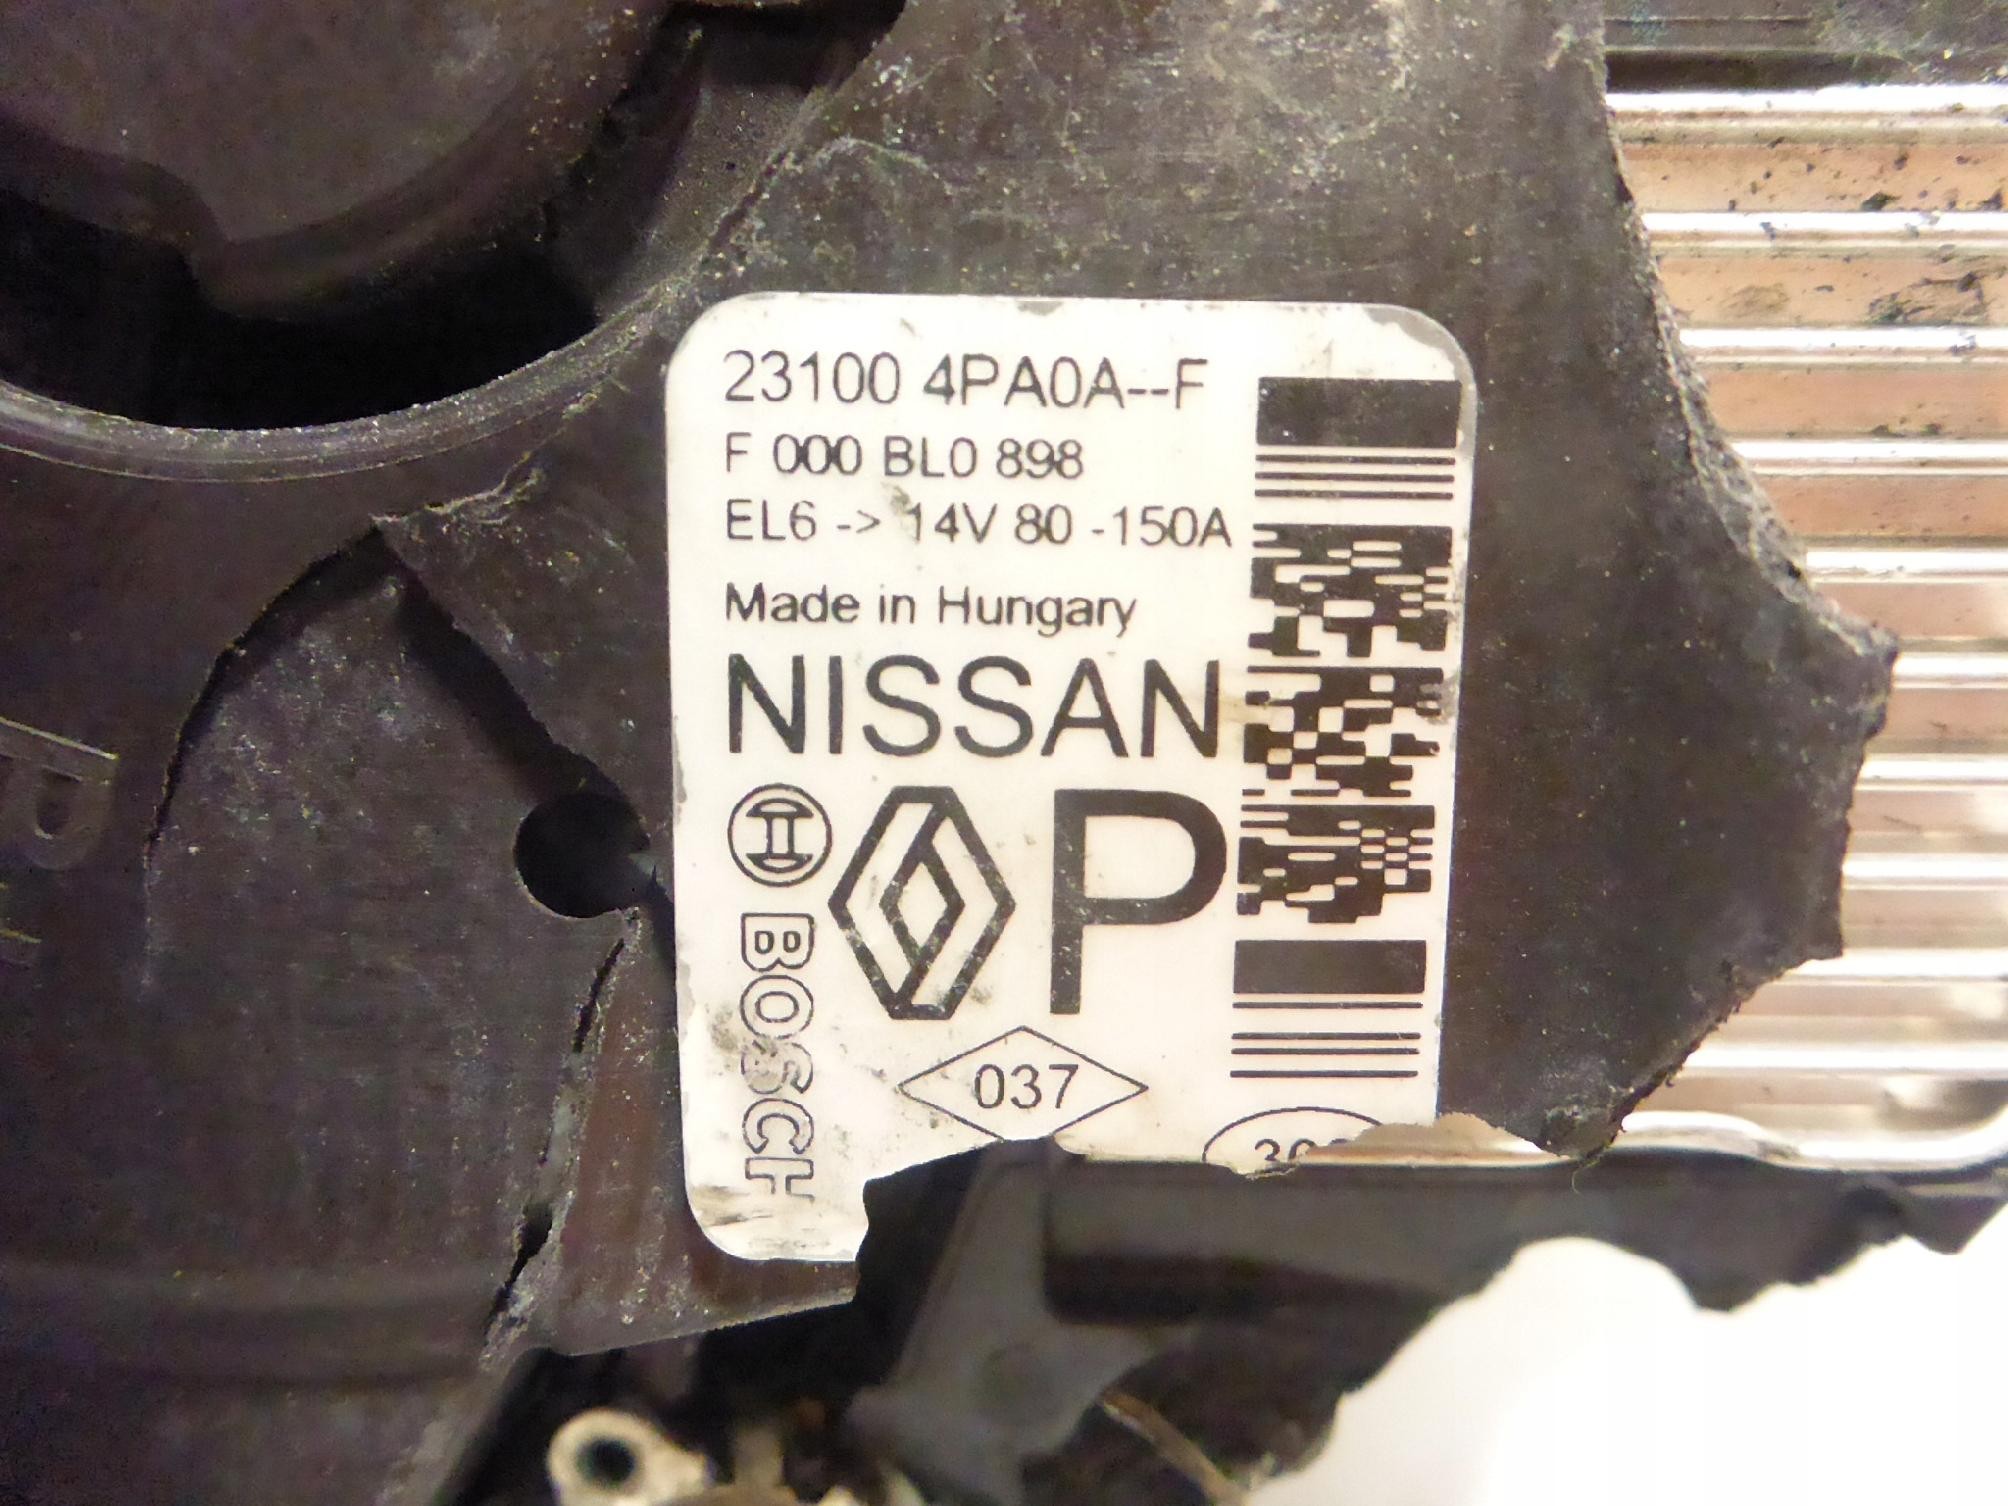 23100 4PA0A--F
F 000 BL0 898
EL6 -> 14V 80 -150A
Made in Hungary
NISSAN
BOSCH
P
037
P